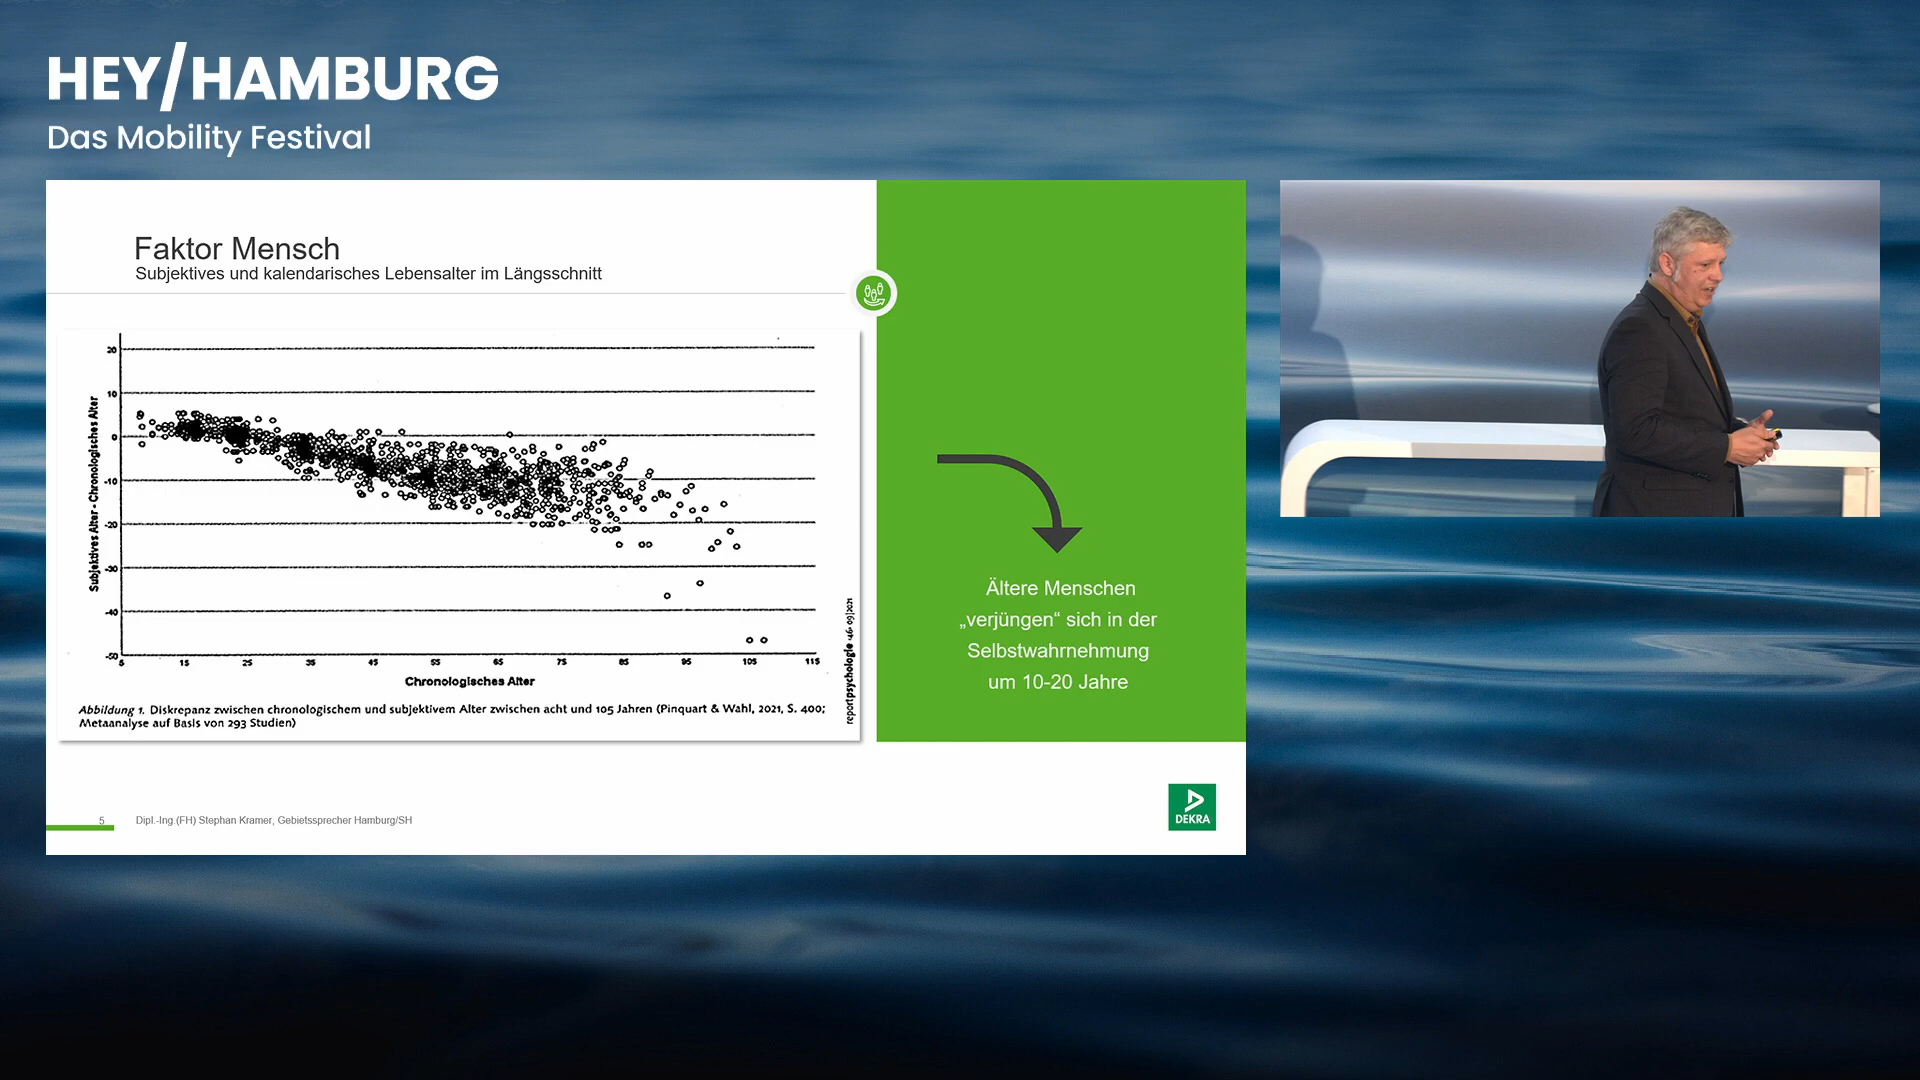 HEY/HAMBURG
Das Mobility Festival
Faktor Mensch
Subjektives und kalendarisches Lebensalter im Längsschnitt
20
10
0
-10
-20
-30
-40
-50
Subjektives Alter - Chronologisches Alter
5 15 25 35 45 55 65 75 85 95 105 115
Chronologisches Alter
reportpsychologie ‹46› 09|2021
Abbildung 1. Diskrepanz zwischen chronologischem und subjektivem Alter zwischen acht und 105 Jahren (Pinquart & Wahl, 2021, S. 400;
Metaanalyse auf Basis von 293 Studien)
Ältere Menschen
„verjüngen“ sich in der
Selbstwahrnehmung
um 10-20 Jahre
5
Dipl.-Ing.(FH) Stephan Kramer, Gebietssprecher Hamburg/SH
DEKRA